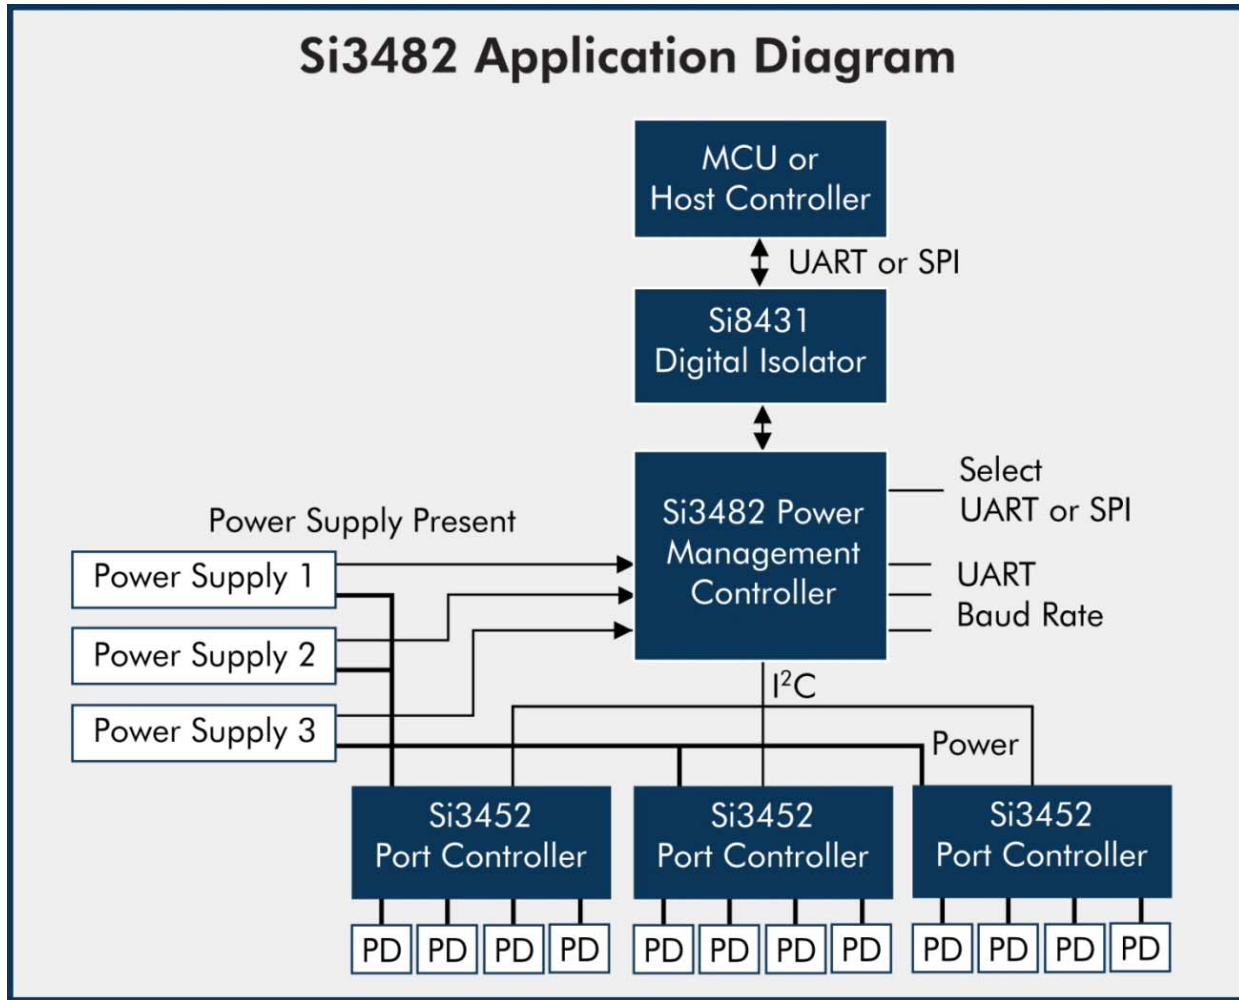 Si3482 Application Diagram
MCU or
Host Controller
UART or SPI
Si8431
Digital Isolator
Select
UART or SPI
Si3482 Power
Management
Controller
UART
Baud Rate
Power Supply Present
Power Supply 1
Power Supply 2
Power Supply 3
I²C
Power
Si3452
Port Controller
Si3452
Port Controller
Si3452
Port Controller
PD PD PD PD PD PD PD PD PD PD PD PD